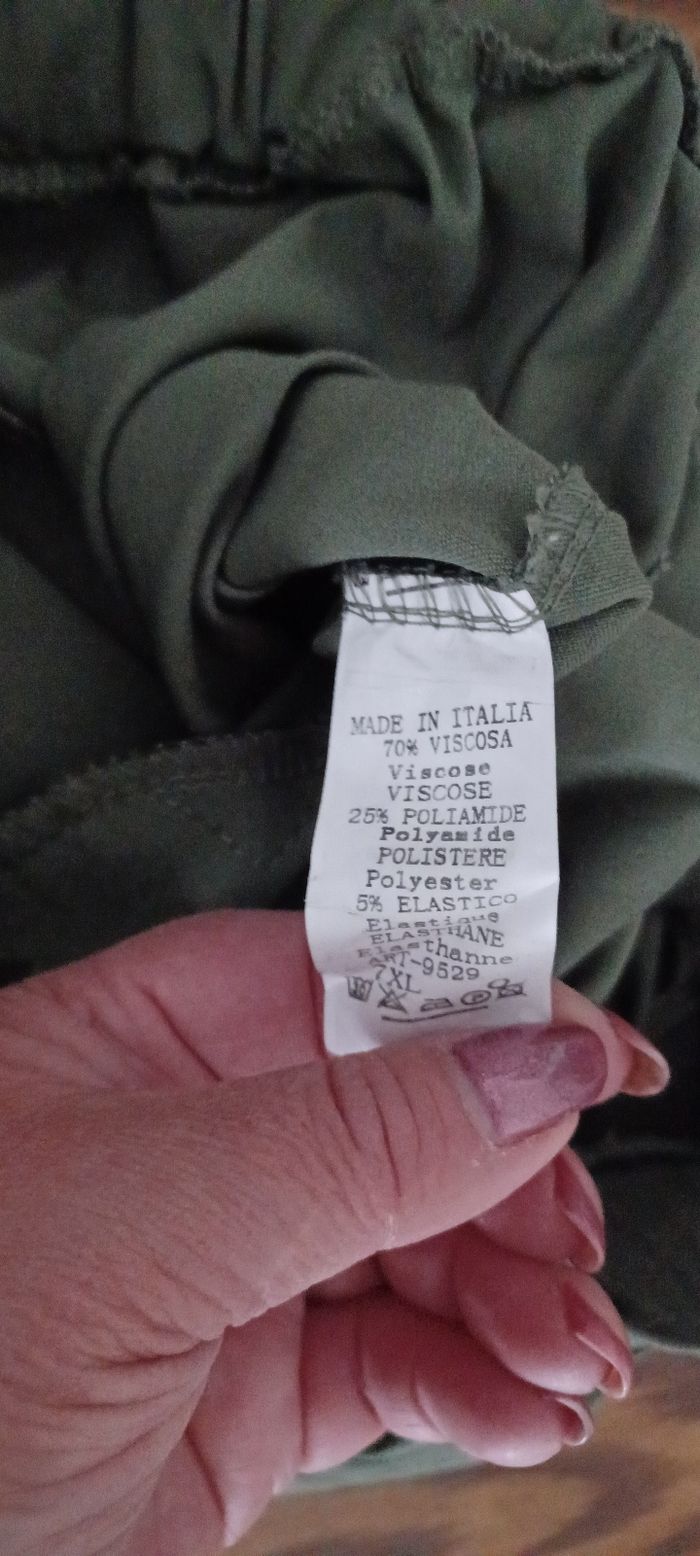 MADE IN ITALIA
70% VISCOSA
Viscose
VISCOSE
25% POLIAMIDE
Polyamide
POLISTERE
Polyester
5% ELASTICO
Elastique
ELASTHANE
Elasthanne
ART-9529
7XL